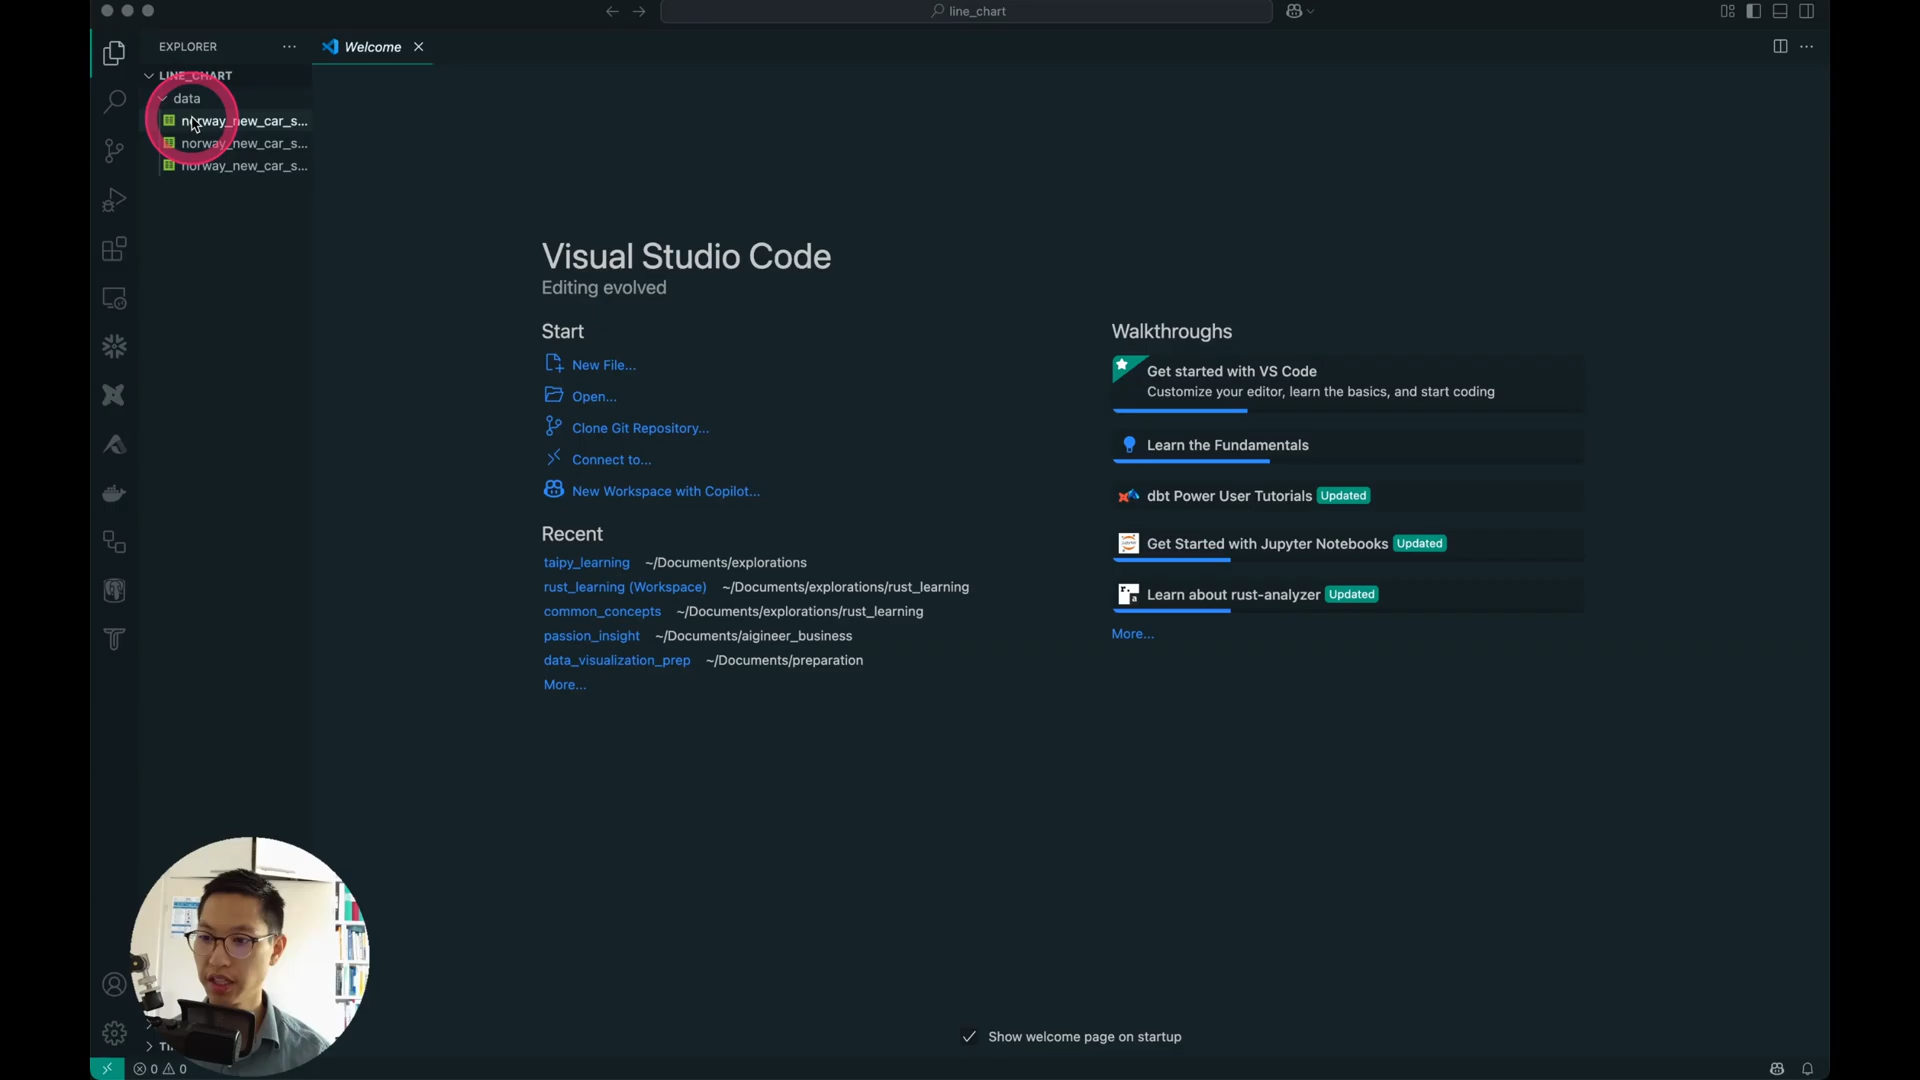 line_chart
EXPLORER
Welcome
LINE_CHART
data
norway_new_car_s...
norway_new_car_s...
norway_new_car_s...
Visual Studio Code
Editing evolved
Start
New File...
Open...
Clone Git Repository...
Connect to...
New Workspace with Copilot...
Recent
taipy_learning ~/Documents/explorations
rust_learning (Workspace) ~/Documents/explorations/rust_learning
common_concepts ~/Documents/explorations/rust_learning
passion_insight ~/Documents/aigineer_business
data_visualization_prep ~/Documents/preparation
More...
Walkthroughs
Get started with VS Code
Customize your editor, learn the basics, and start coding
Learn the Fundamentals
dbt Power User Tutorials Updated
Get Started with Jupyter Notebooks Updated
Learn about rust-analyzer Updated
More...
Show welcome page on startup
0 0